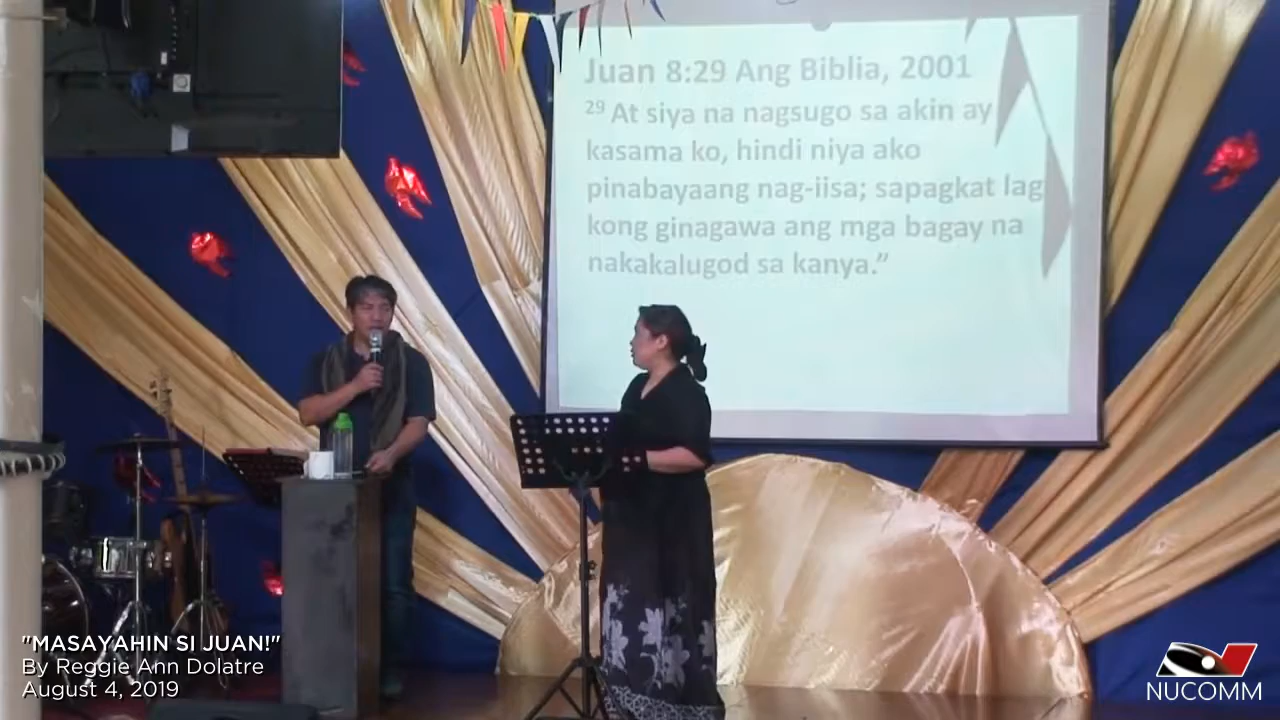 Juan 8:29 Ang Biblia, 2001
29 At siya na nagsugo sa akin ay
kasama ko, hindi niya ako
pinabayaang nag-iisa; sapagkat lag
kong ginagawa ang mga bagay na
nakakalugod sa kanya.”
"MASAYAHIN SI JUAN!"
By Reggie Ann Dolatre
August 4, 2019
NUCOMM